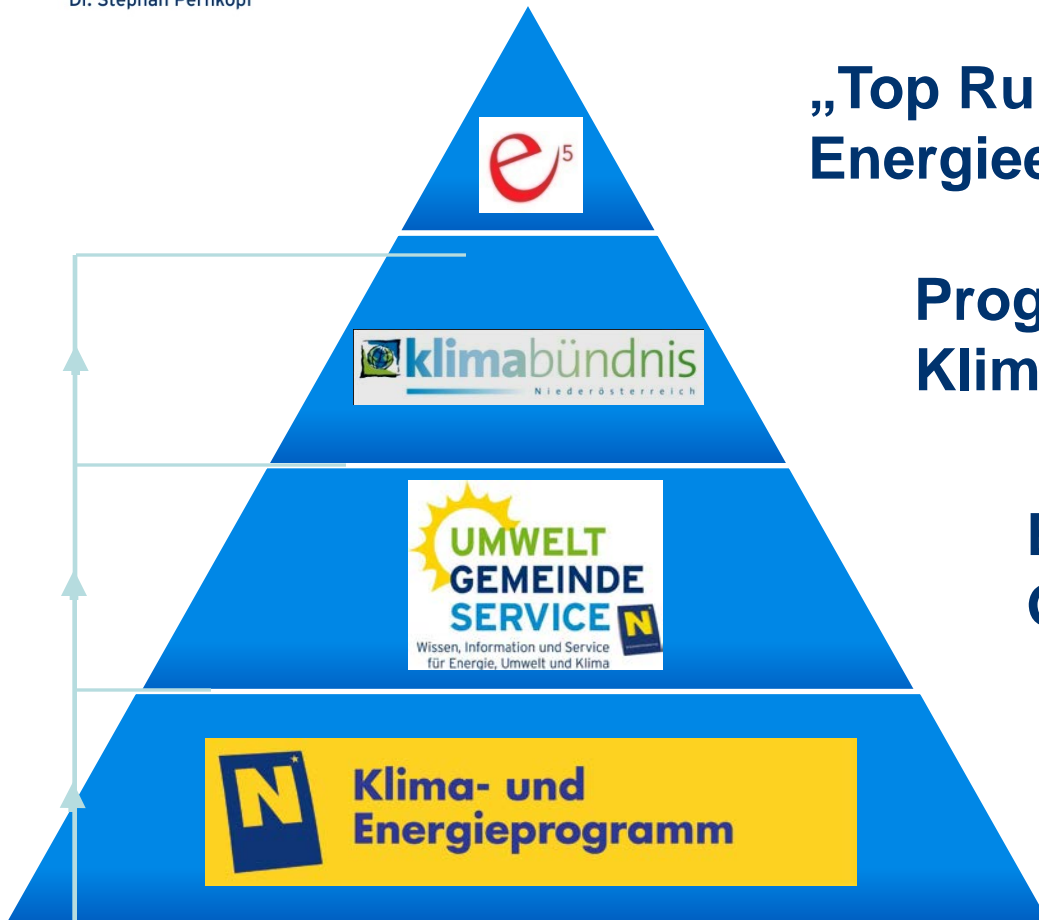 Dr. Stephan Pernkopf
„Top Ru
Energiee
e5
Prog
Klim
klimabündnis
Niederösterreich
UMWELT
GEMEINDE
SERVICE
N
Wissen, Information und Service
für Energie, Umwelt und Klima
N
Klima- und
Energieprogramm